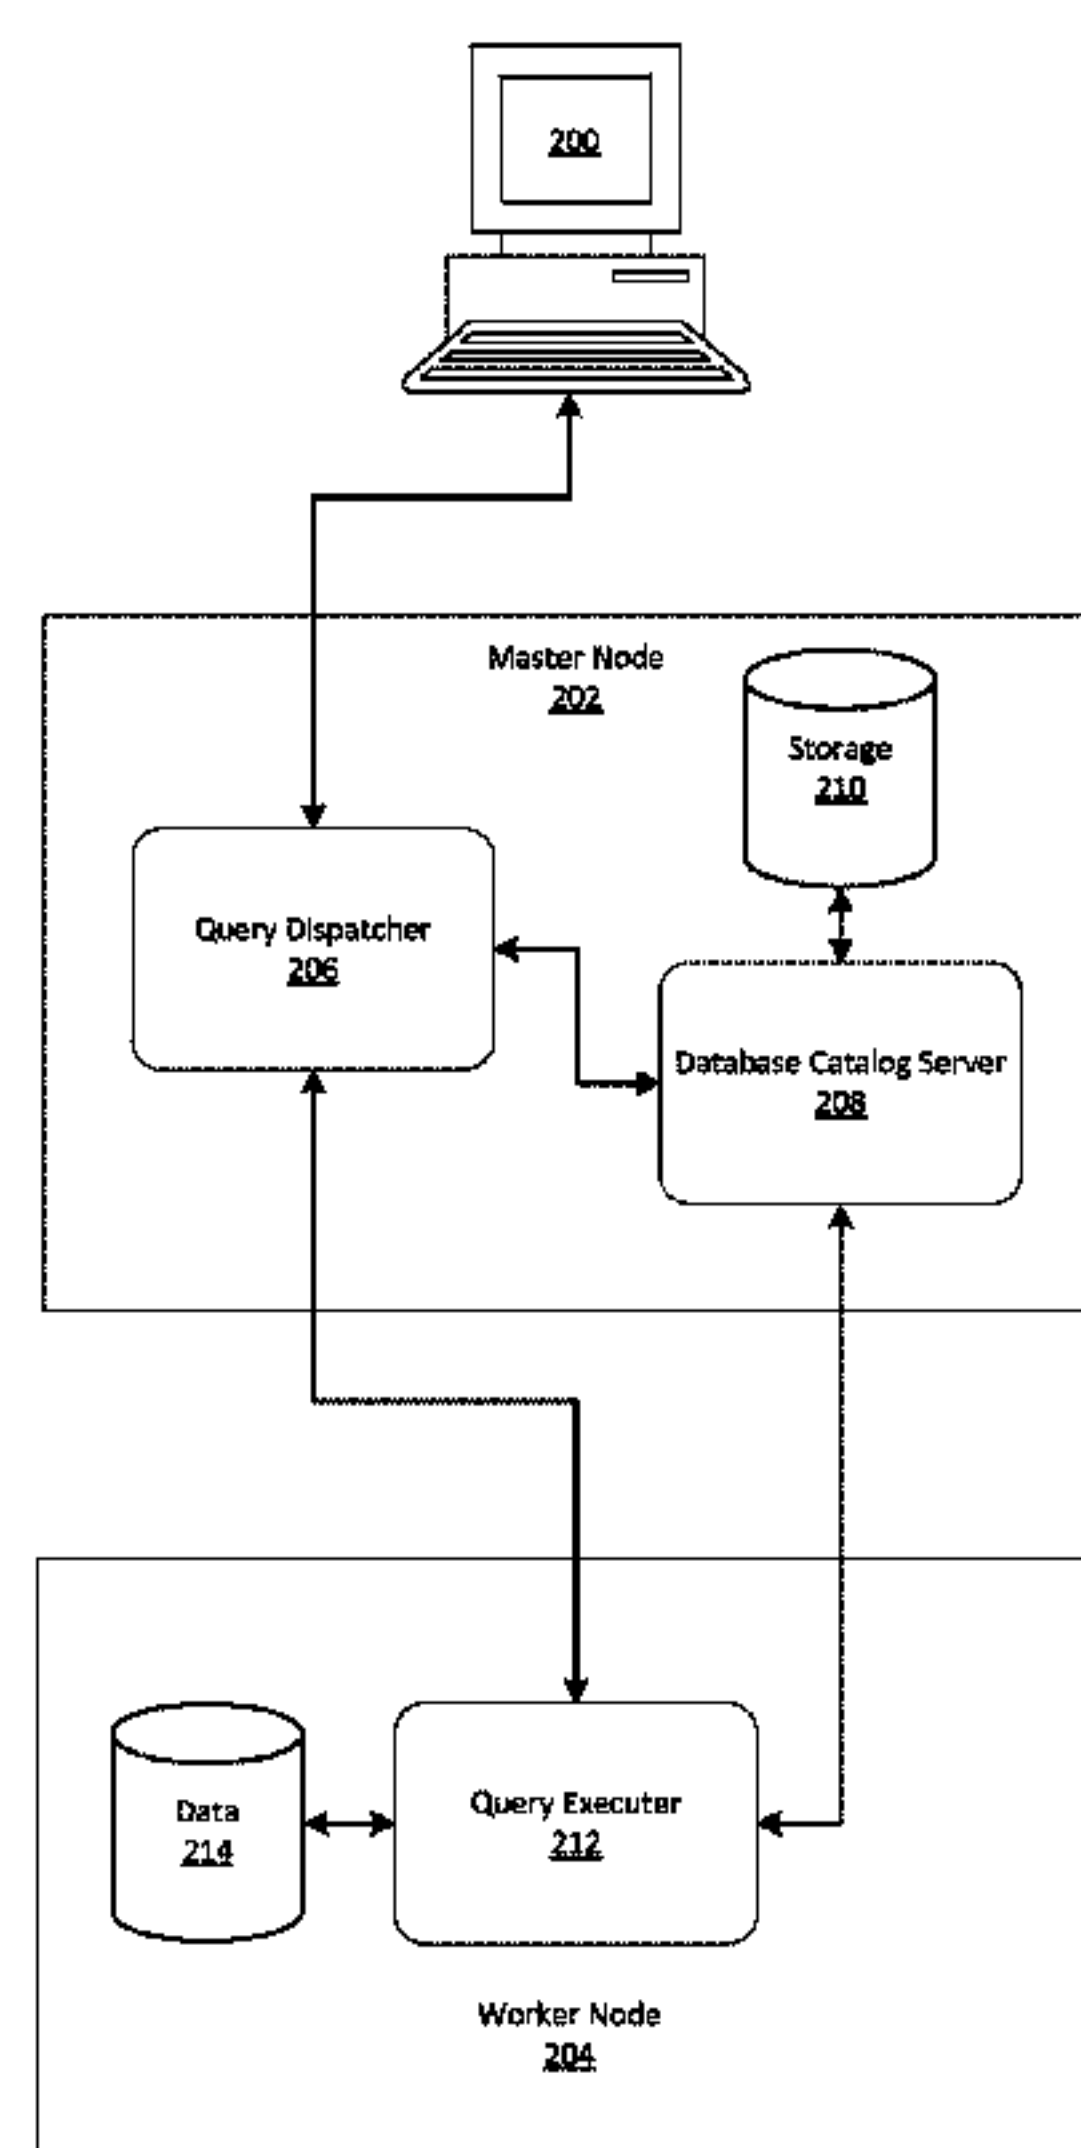 200
Master Node
202
Storage
210
Query Dispatcher
206
Database Catalog Server
208
Data
214
Query Executer
212
Worker Node
204